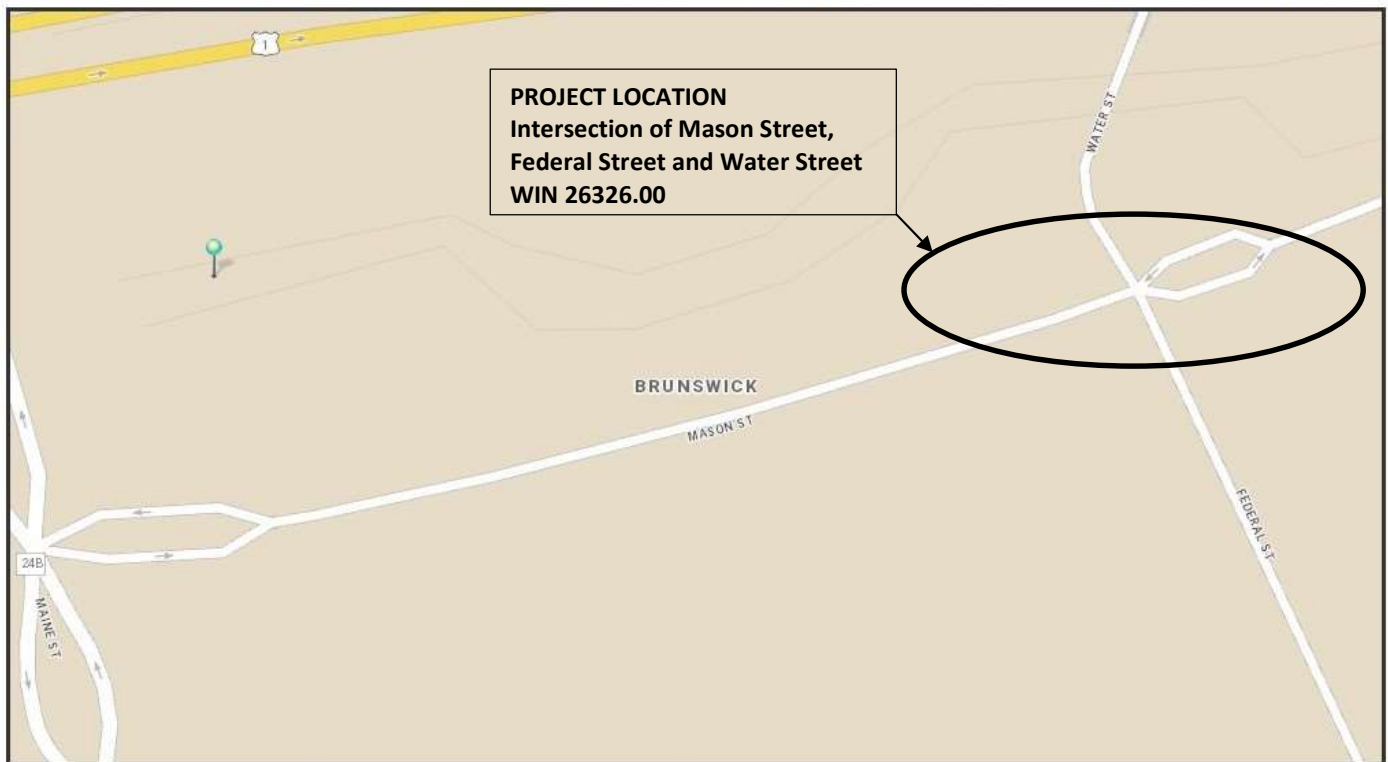 1
PROJECT LOCATION
Intersection of Mason Street,
Federal Street and Water Street
WIN 26326.00
WATER ST
BRUNSWICK
MASON ST
FEDERAL ST
24B
MAINE ST